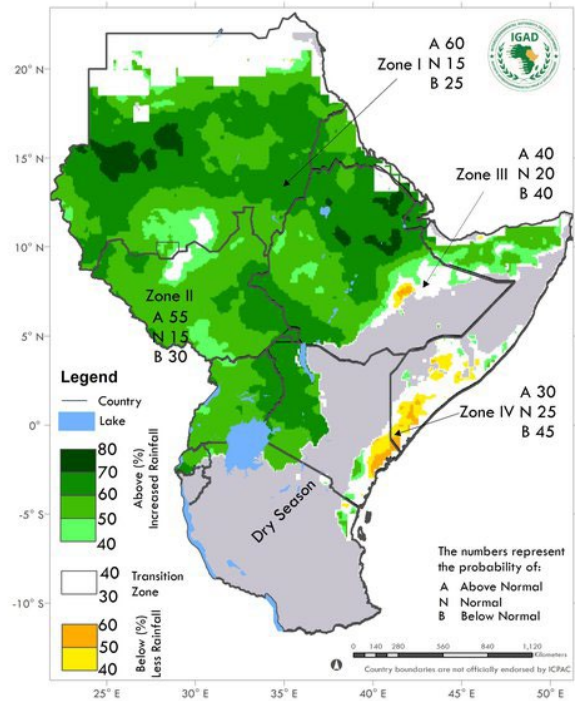 IGAD
A 60
Zone I N 15
B 25
A 40
Zone III N 20
B 40
Zone II
A 55
N 15
B 30
A 30
Zone IV N 25
B 45
Dry Season
Legend
Country
Lake
80
70
60
50
40
Above (%)
Increased Rainfall
40
30
Transition
Zone
60
50
40
Below (%)
Less Rainfall
The numbers represent
the probability of:
A Above Normal
N Normal
B Below Normal
0 140 280 560 840 1,120
Kilometers
Country boundaries are not officially endorsed by ICPAC
20° N
15° N
10° N
5° N
0°
-5° S
-10° S
25° E 30° E 35° E 40° E 45° E 50° E